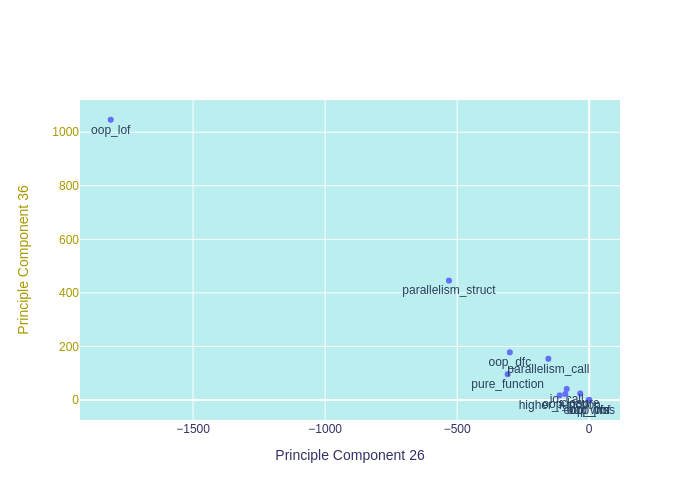 1000
800
600
400
200
0
Principle Component 36
oop_lof
parallelism_struct
oop_dfc
parallelism_call
pure_function
io_call
−1500
−1000
−500
0
Principle Component 26